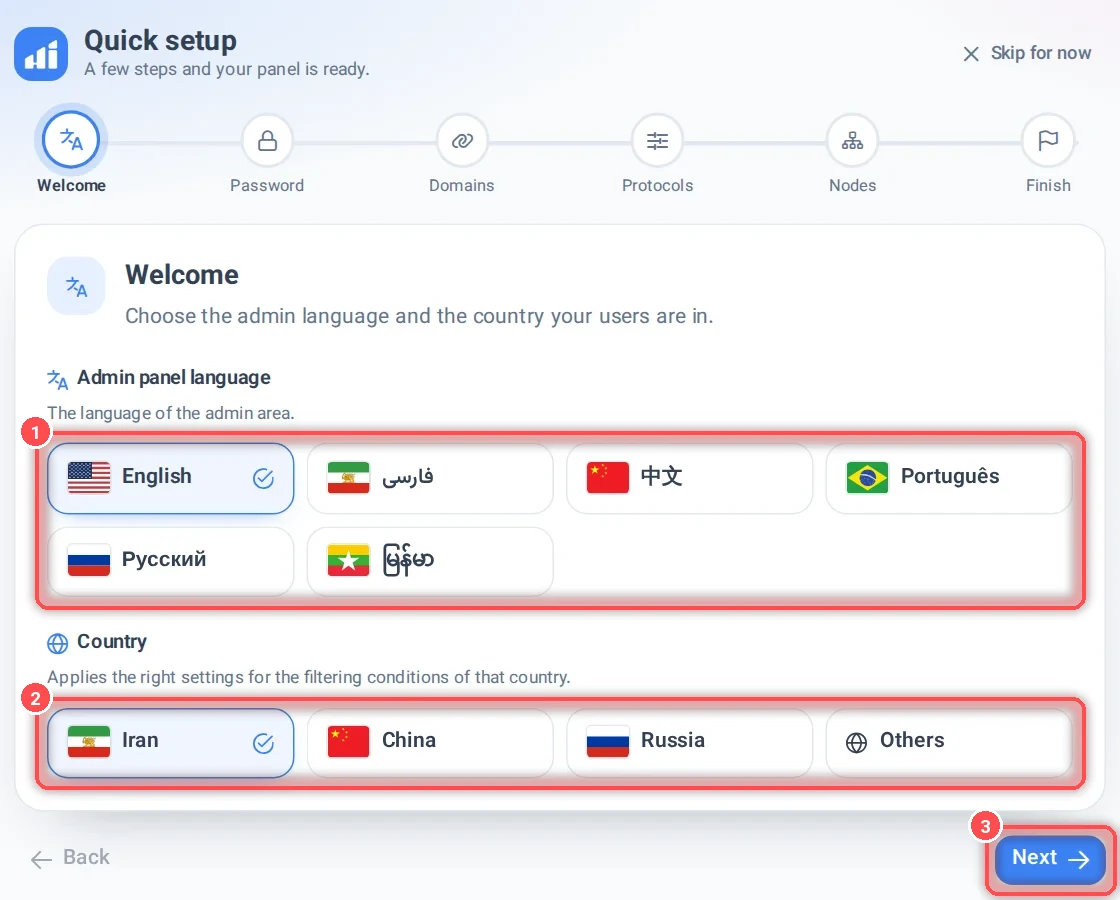 Quick setup
A few steps and your panel is ready.
Skip for now
Welcome
Password
Domains
Protocols
Nodes
Finish
Welcome
Choose the admin language and the country your users are in.
Admin panel language
The language of the admin area.
1
English
فارسی
中文
Português
Русский
မြန်မာ
Country
Applies the right settings for the filtering conditions of that country.
2
Iran
China
Russia
Others
3
Back
Next